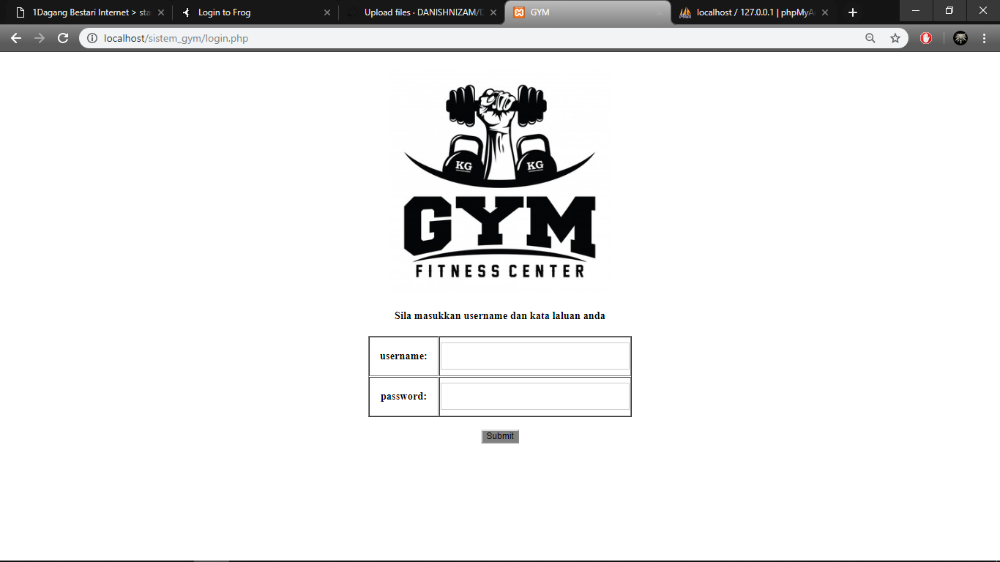 1Dagang Bestari Internet > sta
Login to Frog
Upload files · DANISHNIZAM/D
GYM
localhost / 127.0.0.1 | phpMyA
localhost/sistem_gym/login.php
KG KG
GYM
FITNESS CENTER
Sila masukkan username dan kata laluan anda
username:
password:
Submit